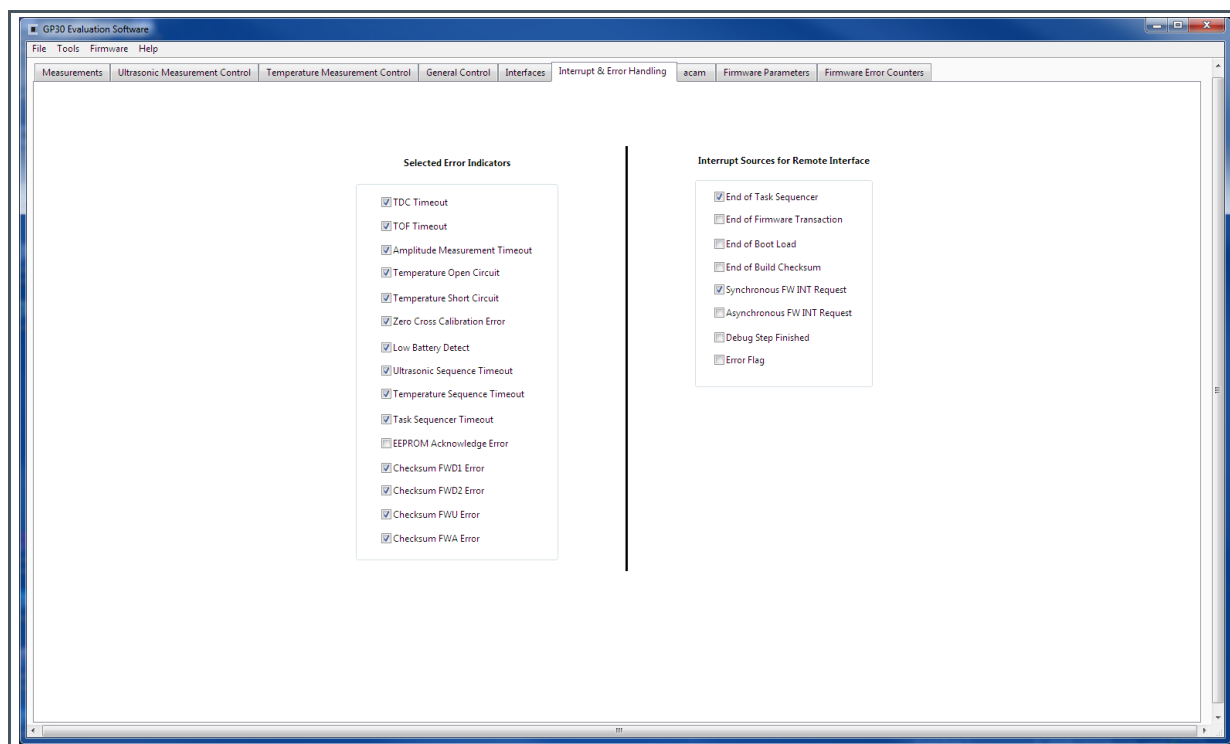 GP30 Evaluation Software
File Tools Firmware Help
Measurements Ultrasonic Measurement Control Temperature Measurement Control General Control Interfaces Interrupt & Error Handling acam Firmware Parameters Firmware Error Counters
Selected Error Indicators
TDC Timeout
TOF Timeout
Amplitude Measurement Timeout
Temperature Open Circuit
Temperature Short Circuit
Zero Cross Calibration Error
Low Battery Detect
Ultrasonic Sequence Timeout
Temperature Sequence Timeout
Task Sequencer Timeout
EEPROM Acknowledge Error
Checksum FWD1 Error
Checksum FWD2 Error
Checksum FWU Error
Checksum FWA Error
Interrupt Sources for Remote Interface
End of Task Sequencer
End of Firmware Transaction
End of Boot Load
End of Build Checksum
Synchronous FW INT Request
Asynchronous FW INT Request
Debug Step Finished
Error Flag